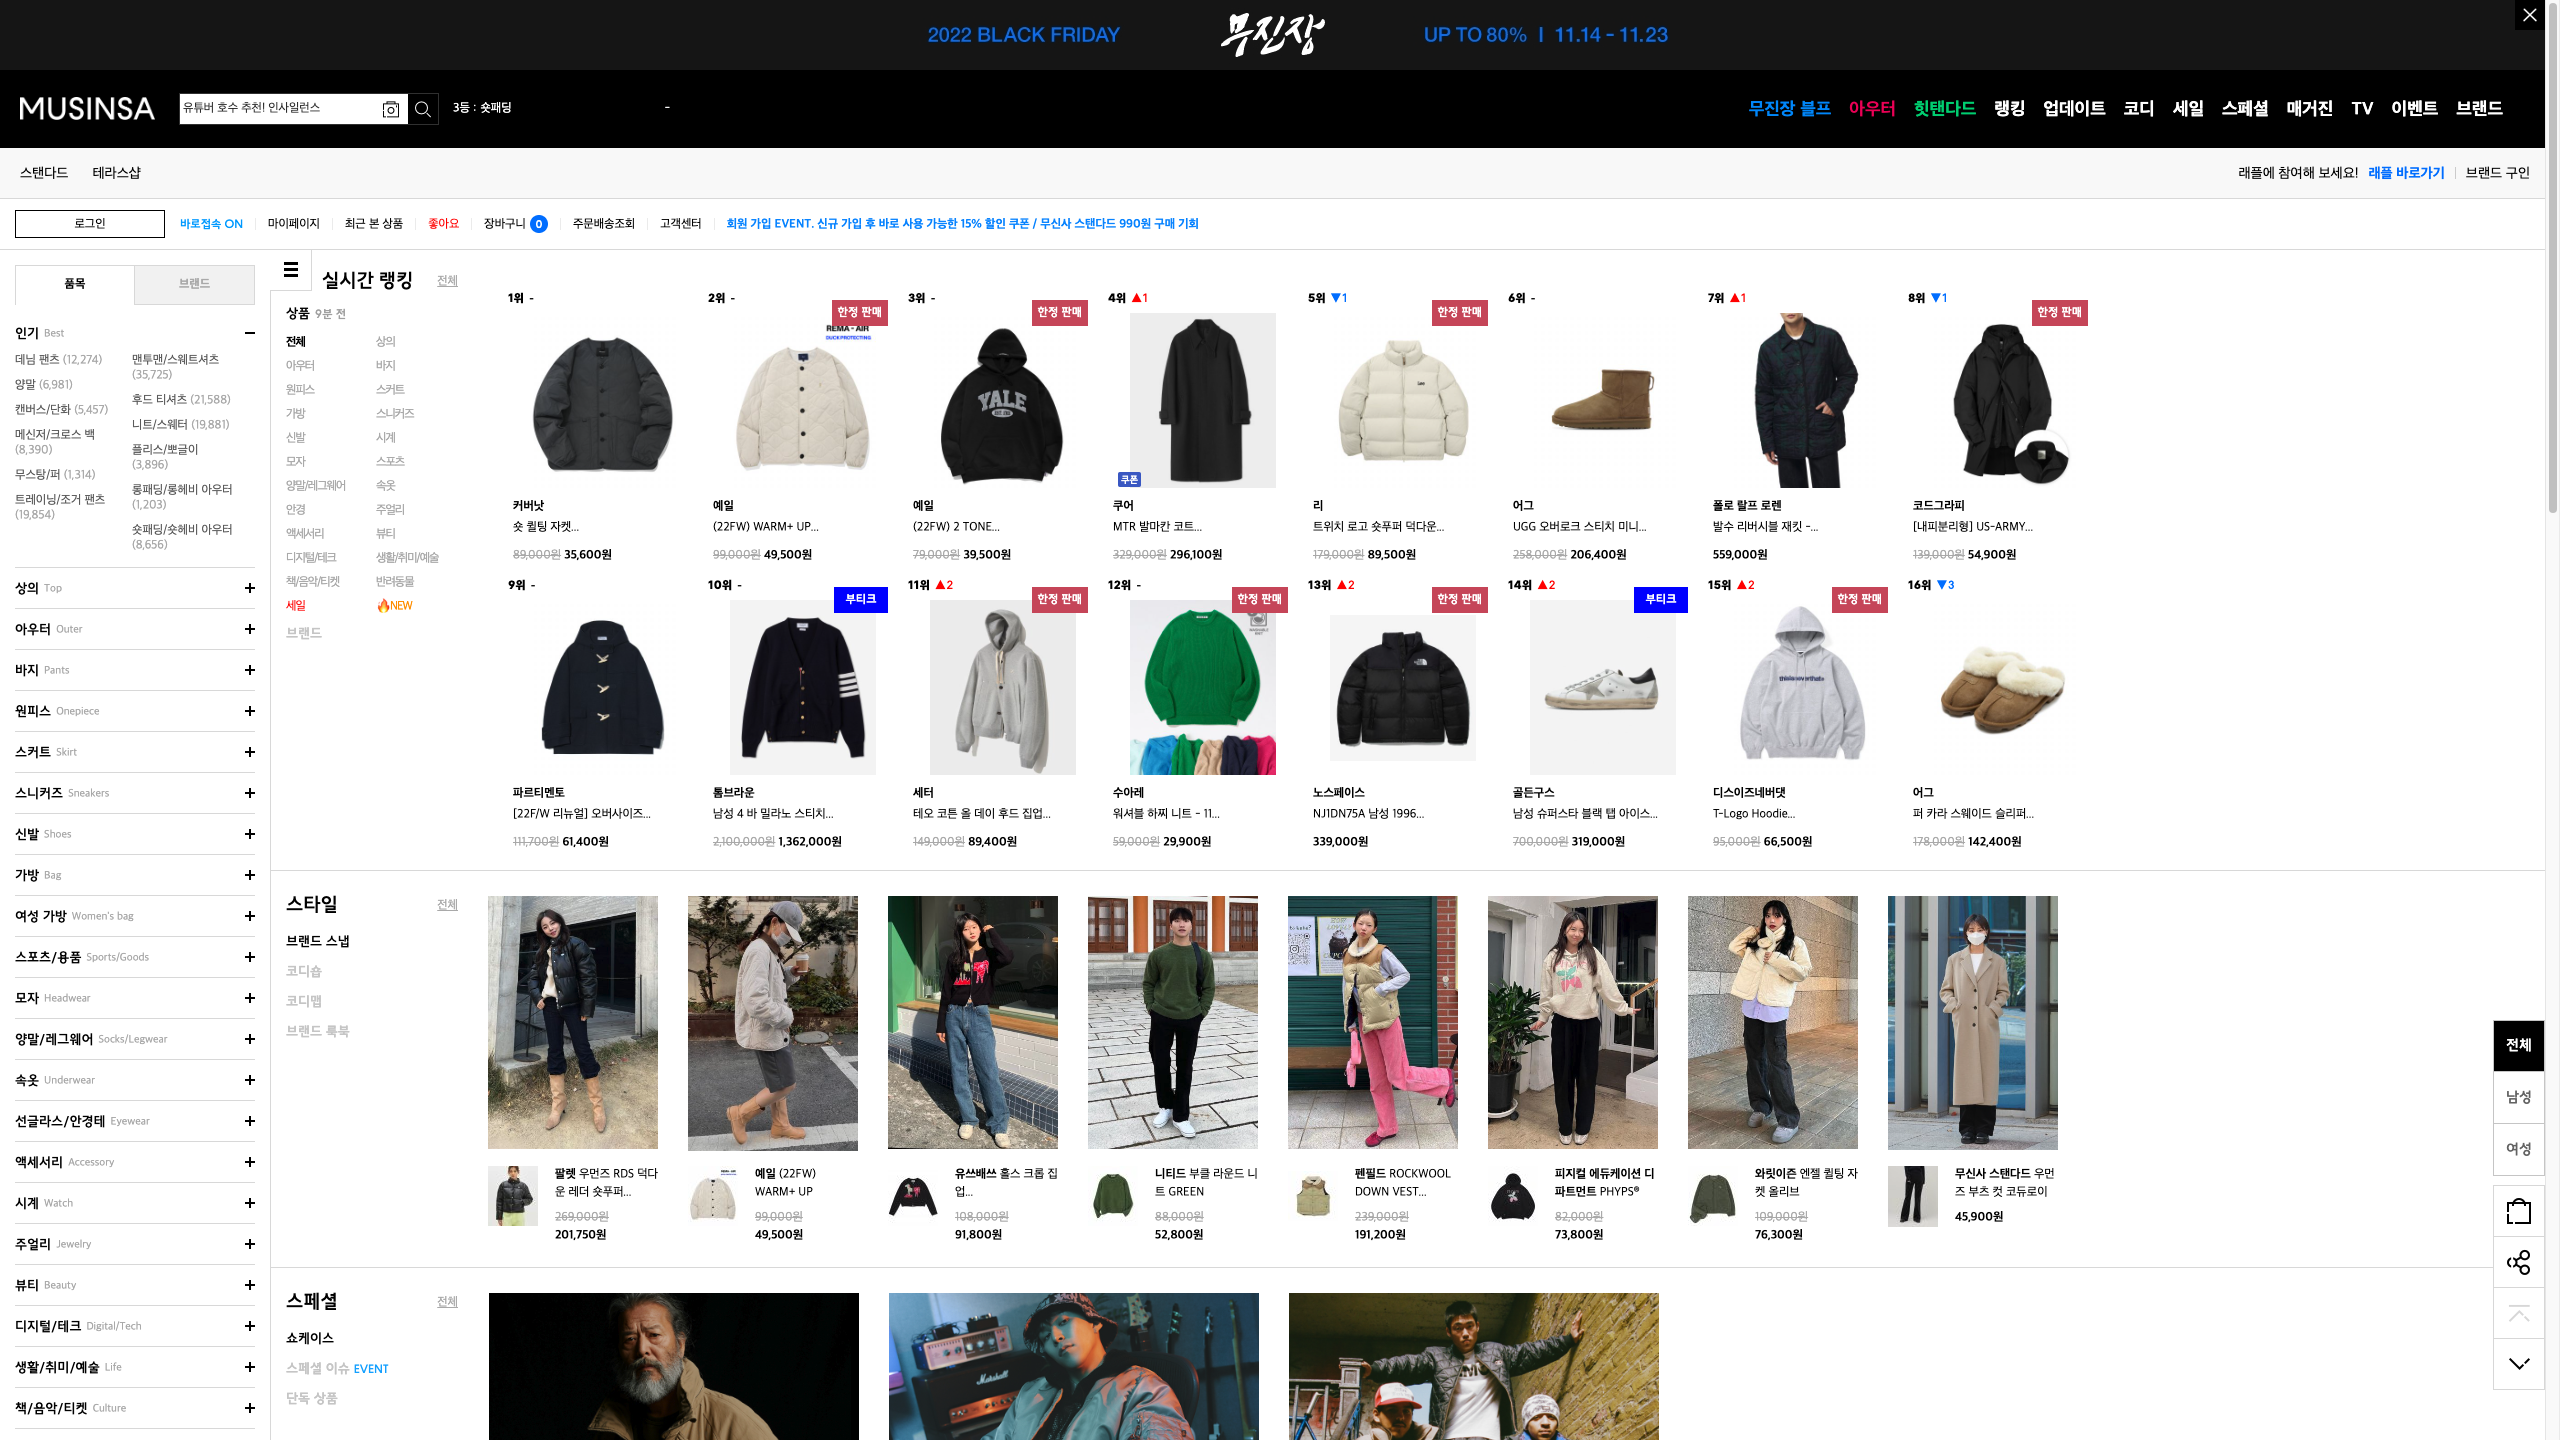 2022 BLACK FRIDAY
무진장
UP TO 80% | 11.14 - 11.23
MUSINSA
유튜버 호수 추천! 인사일런스
3등 : 숏패딩
-
무진장 블프 아우터 힛탠다드 랭킹 업데이트 코디 세일 스페셜 매거진 TV 이벤트 브랜드
스탠다드 테라스샵
래플에 참여해 보세요! 래플 바로가기 브랜드 구인
로그인
바로접속 ON 마이페이지 최근 본 상품 좋아요 장바구니 0 주문배송조회 고객센터 회원 가입 EVENT. 신규 가입 후 바로 사용 가능한 15% 할인 쿠폰 / 무신사 스탠다드 990원 구매 기회
품목 브랜드
인기 Best
데님 팬츠 (12,274)
양말 (6,981)
캔버스/단화 (5,457)
메신저/크로스 백
(8,390)
무스탕/퍼 (1,314)
트레이닝/조거 팬츠
(19,854)
맨투맨/스웨트셔츠
(35,725)
후드 티셔츠 (21,588)
니트/스웨터 (19,881)
플리스/뽀글이
(3,896)
롱패딩/롱헤비 아우터
(1,203)
숏패딩/숏헤비 아우터
(8,656)
상의 Top
아우터 Outer
바지 Pants
원피스 Onepiece
스커트 Skirt
스니커즈 Sneakers
신발 Shoes
가방 Bag
여성 가방 Women's bag
스포츠/용품 Sports/Goods
모자 Headwear
양말/레그웨어 Socks/Legwear
속옷 Underwear
선글라스/안경테 Eyewear
액세서리 Accessory
시계 Watch
주얼리 Jewelry
뷰티 Beauty
디지털/테크 Digital/Tech
생활/취미/예술 Life
책/음악/티켓 Culture
실시간 랭킹 전체
상품 9분 전
전체 상의
아우터 바지
원피스 스커트
가방 스니커즈
신발 시계
모자 스포츠
양말/레그웨어 속옷
안경 주얼리
액세서리 뷰티
디지털/테크 생활/취미/예술
책/음악/티켓 반려동물
세일 NEW
브랜드
1위 -
커버낫
숏 퀼팅 자켓...
89,000원 35,600원
2위 -
한정 판매
REMA - AIR
DUCK PROTECTING
예일
(22FW) WARM+ UP...
99,000원 49,500원
3위 -
한정 판매
YALE
예일
(22FW) 2 TONE...
79,000원 39,500원
4위 ▲1
쿠폰
쿠어
MTR 발마칸 코트...
329,000원 296,100원
5위 ▼1
한정 판매
Lee
리
트위치 로고 숏푸퍼 덕다운...
179,000원 89,500원
6위 -
어그
UGG 오버로크 스티치 미니...
258,000원 206,400원
7위 ▲1
폴로 랄프 로렌
발수 리버시블 재킷 -...
559,000원
8위 ▼1
한정 판매
코드그라피
[내피분리형] US-ARMY...
139,000원 54,900원
9위 -
파르티멘토
[22F/W 리뉴얼] 오버사이즈...
111,700원 61,400원
10위 -
부티크
톰브라운
남성 4 바 밀라노 스티치...
2,100,000원 1,362,000원
11위 ▲2
한정 판매
세터
테오 코튼 올 데이 후드 집업...
149,000원 89,400원
12위 -
한정 판매
수아레
워셔블 하찌 니트 - 11...
59,000원 29,900원
13위 ▲2
한정 판매
노스페이스
NJ1DN75A 남성 1996...
339,000원
14위 ▲2
부티크
골든구스
남성 슈퍼스타 블랙 탭 아이스...
700,000원 319,000원
15위 ▲2
한정 판매
thisisneverthat
디스이즈네버댓
T-Logo Hoodie...
95,000원 66,500원
16위 ▼3
어그
퍼 카라 스웨이드 슬리퍼...
178,000원 142,400원
스타일 전체
브랜드 스냅
코디숍
코디맵
브랜드 룩북
팔렛 우먼즈 RDS 덕다
운 레더 숏푸퍼...
269,000원
201,750원
예일 (22FW)
WARM+ UP
99,000원
49,500원
유쓰배쓰 홀스 크롭 집
업...
108,000원
91,800원
니티드 부클 라운드 니
트 GREEN
88,000원
52,800원
펜필드 ROCKWOOL
DOWN VEST...
239,000원
191,200원
피지컬 에듀케이션 디
파트먼트 PHYPS®
82,000원
73,800원
와릿이즌 엔젤 퀼팅 자
켓 올리브
109,000원
76,300원
무신사 스탠다드 우먼
즈 부츠 컷 코듀로이
45,900원
스페셜 전체
쇼케이스
스페셜 이슈 EVENT
단독 상품
Marshall
전체
남성
여성